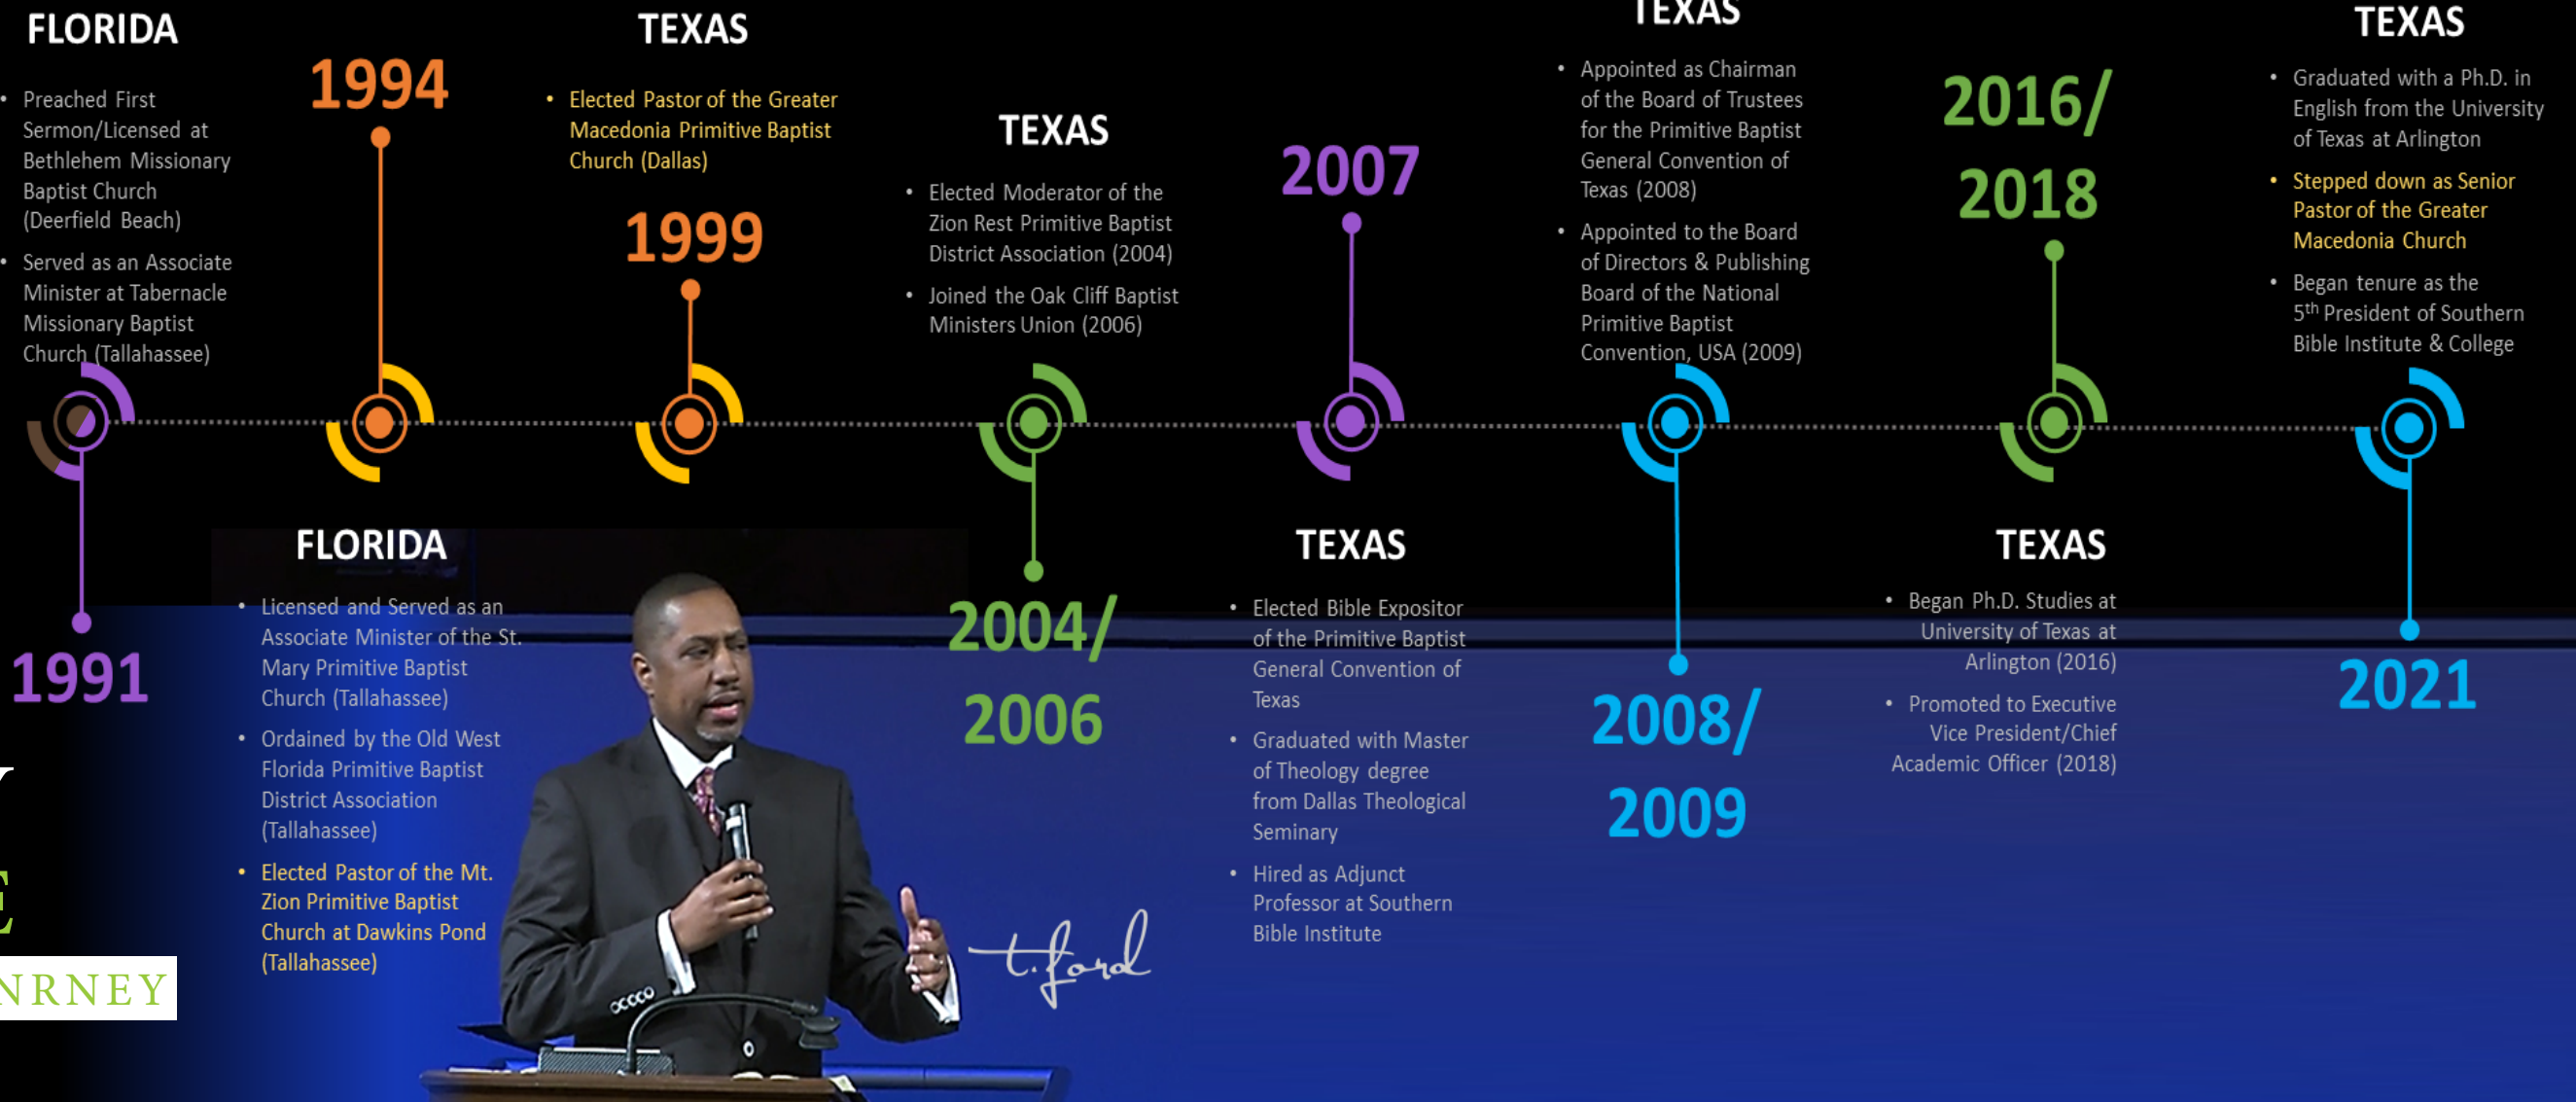 FLORIDA
• Preached First
Sermon/Licensed at
Bethlehem Missionary
Baptist Church
(Deerfield Beach)
• Served as an Associate
Minister at Tabernacle
Missionary Baptist
Church (Tallahassee)
1991
1994
FLORIDA
• Licensed and Served as an
Associate Minister of the St.
Mary Primitive Baptist
Church (Tallahassee)
• Ordained by the Old West
Florida Primitive Baptist
District Association
(Tallahassee)
• Elected Pastor of the Mt.
Zion Primitive Baptist
Church at Dawkins Pond
(Tallahassee)
TEXAS
• Elected Pastor of the Greater
Macedonia Primitive Baptist
Church (Dallas)
1999
TEXAS
• Elected Moderator of the
Zion Rest Primitive Baptist
District Association (2004)
• Joined the Oak Cliff Baptist
Ministers Union (2006)
2004/
2006
2007
TEXAS
• Elected Bible Expositor
of the Primitive Baptist
General Convention of
Texas
• Graduated with Master
of Theology degree
from Dallas Theological
Seminary
• Hired as Adjunct
Professor at Southern
Bible Institute
TEXAS
• Appointed as Chairman
of the Board of Trustees
for the Primitive Baptist
General Convention of
Texas (2008)
• Appointed to the Board
of Directors & Publishing
Board of the National
Primitive Baptist
Convention, USA (2009)
2008/
2009
2016/
2018
TEXAS
• Began Ph.D. Studies at
University of Texas at
Arlington (2016)
• Promoted to Executive
Vice President/Chief
Academic Officer (2018)
TEXAS
• Graduated with a Ph.D. in
English from the University
of Texas at Arlington
• Stepped down as Senior
Pastor of the Greater
Macedonia Church
• Began tenure as the
5th President of Southern
Bible Institute & College
2021
E
NRNEY
t.ford